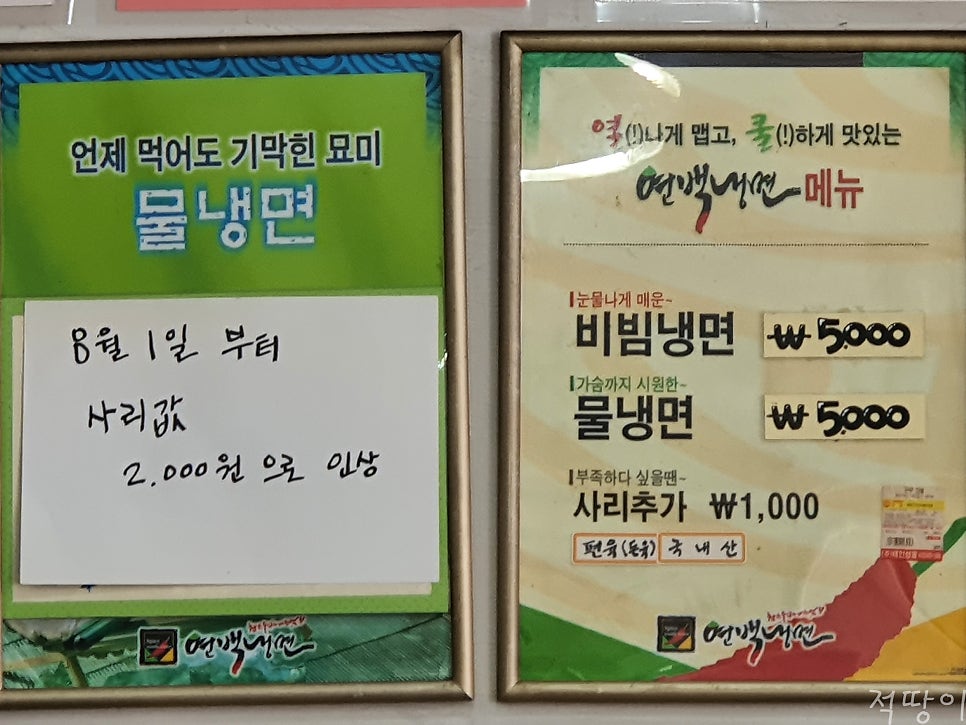 언제 먹어도 기막힌 묘미
물냉면
8월 1일 부터
사리값
2.000원 으로 인상
연백냉면
열(!)나게 맵고, 쿨(!)하게 맛있는
연백냉면 메뉴
눈물나게 매운~
비빔냉면 ₩5.000
가슴까지 시원한~
물냉면 ₩5.000
부족하다 싶을땐~
사리추가 ₩1,000
편육(돈육) 국내산
연백냉면
적땅이